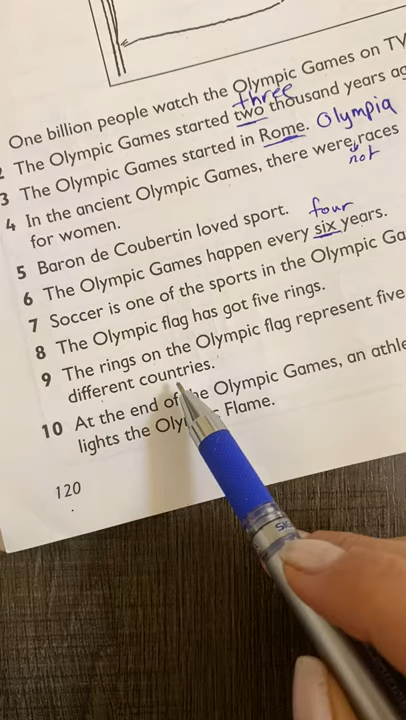 One billion people watch the Olympic Games on TV
three
2 The Olympic Games started two thousand years ag
3 The Olympic Games started in Rome. Olympia
4 In the ancient Olympic Games, there were races
not
for women.
5 Baron de Coubertin loved sport.
four
6 The Olympic Games happen every six years.
7 Soccer is one of the sports in the Olympic Ga
8 The Olympic flag has got five rings.
9 The rings on the Olympic flag represent five
different countries.
10 At the end of the Olympic Games, an athle
lights the Oly c Flame.
120